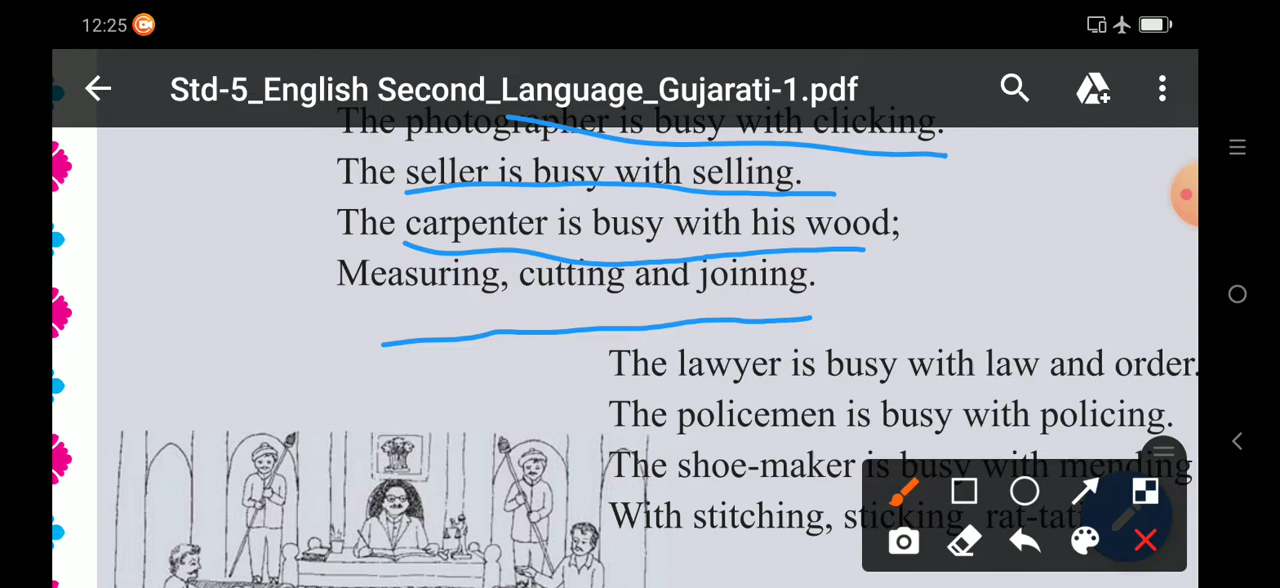 12:25
Std-5_English Second_Language_Gujarati-1.pdf
The photographer is busy with clicking.
The seller is busy with selling.
The carpenter is busy with his wood;
Measuring, cutting and joining.
The lawyer is busy with law and order.
The policemen is busy with policing.
The shoe-maker is busy with mending
With stitching, sticking, rat-tat